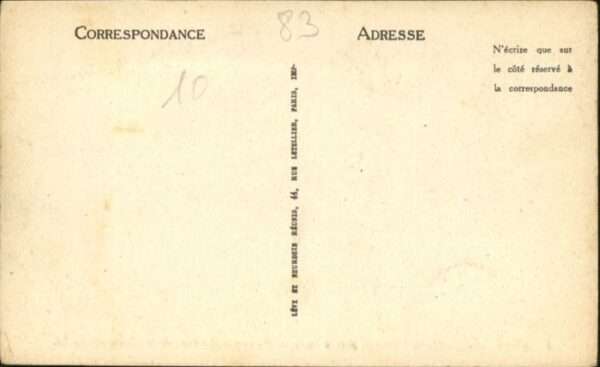 CORRESPONDANCE
83
ADRESSE
N'écrire que sur
le côté réservé à
la correspondance
10
LÉVY ET NEURDEIN RÉUNIS, 44, RUE LETELLIER, PARIS, IMP.